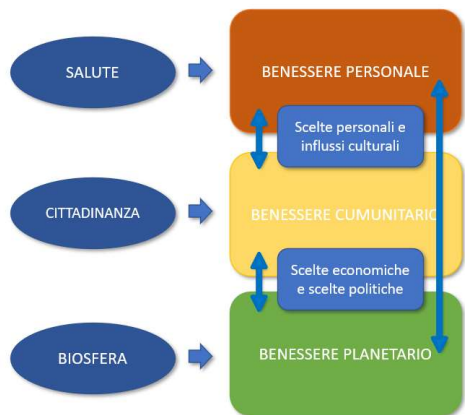 SALUTE
BENESSERE PERSONALE
Scelte personali e
influssi culturali
CITTADINANZA
BENESSERE CUMUNITARIO
Scelte economiche
e scelte politiche
BIOSFERA
BENESSERE PLANETARIO